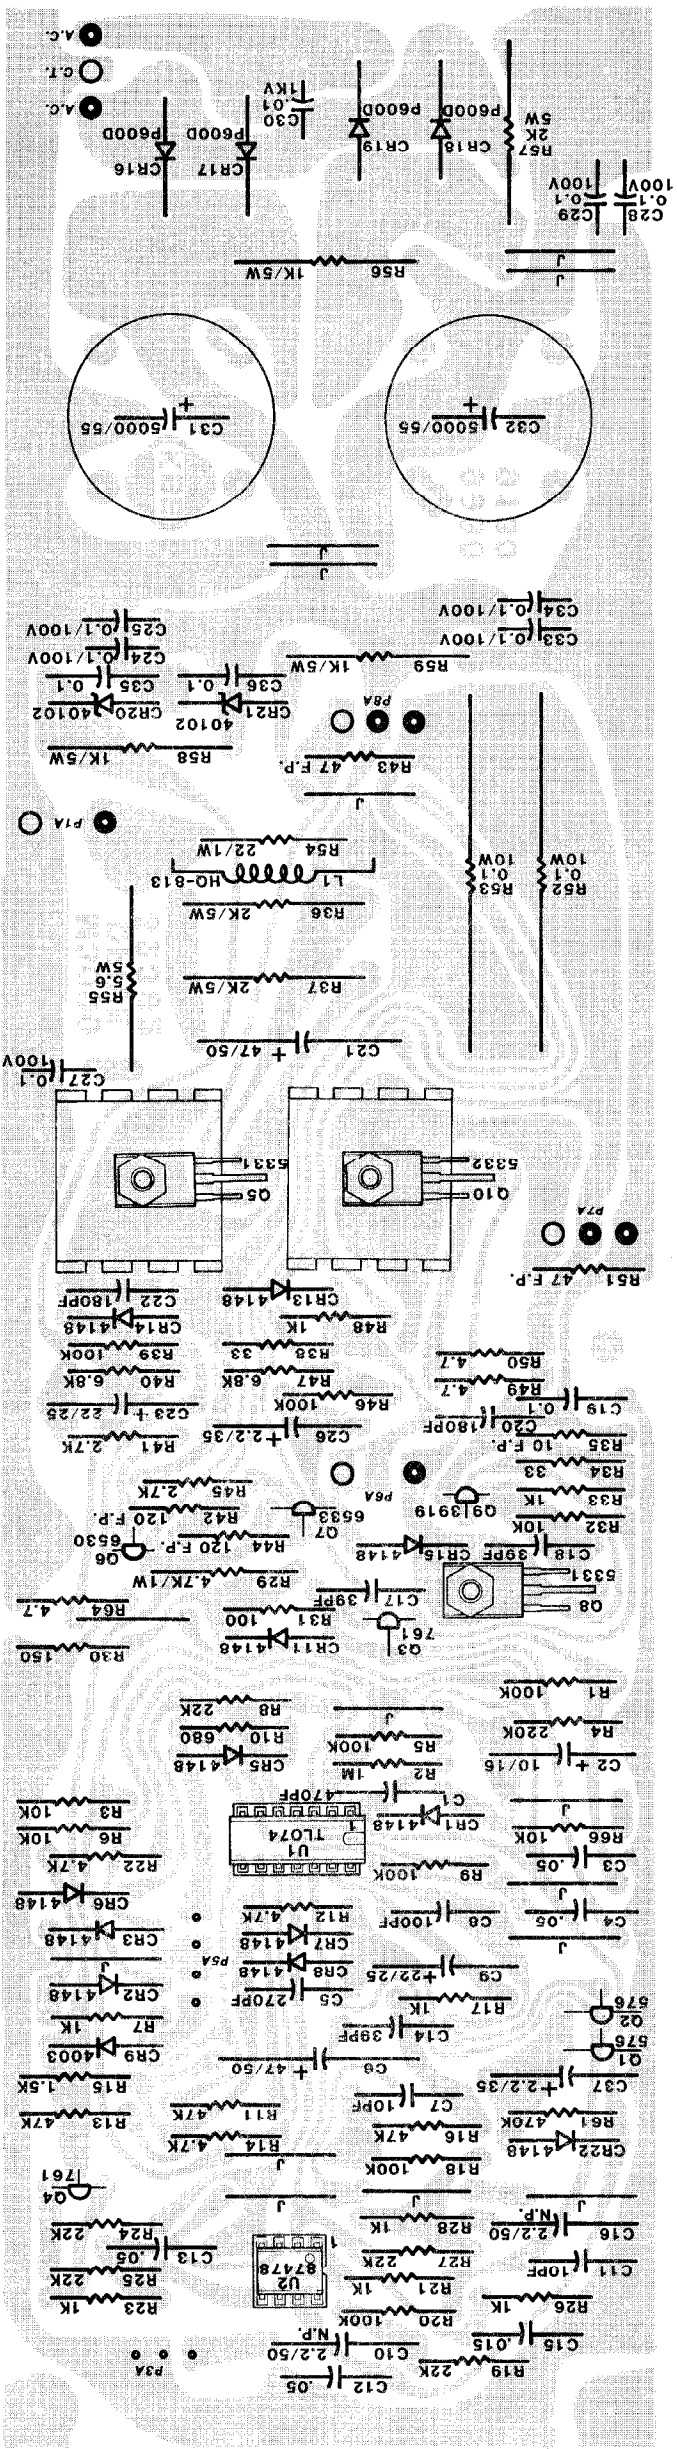 A.C.
C.T.
A.C.
P600D
CR16
P600D
CR17
1KV
.01
C30
P600D
CR19
P600D
CR18
5W
2K
R57
100V
0.1
C29
100V
0.1
C28
1K/5W R56
J
J
5000/55 C31
+
5000/55 C32
+
J
J
0.1/100V C34
0.1/100V C33
0.1/100V C25
0.1/100V C24
0.1 C35
0.1 C36
1K/5W R59
40102 CR20
40102 CR21
P8A
1K/5W R58
47 F.P. R43
J
P1A
22/1W R54
HQ-813 L1
2K/5W R36
10W
0.1
R53
10W
0.1
R52
5W
5.6
R55
2K/5W R37
+ 47/50 C21
100V
0.1 C27
5331
Q5
5332
Q10
P7A
47 F.P. R51
180PF C22
4148 CR13
4148 CR14
1K R48
100K R39
33 R38
4.7 R50
6.8K R40
6.8K R47
4.7 R49
22/25 + C23
100K R46
0.1 C19
180PF C20
2.7K R41
+2.2/35 C26
10 F.P. R35
33 R34
P6A
2.7K R45
1K R33
120 F.P. R42
6533
Q7
Q9 3919
10K R32
6530
Q6
120 F.P. R44
4148 CR15
39PF C18
4.7K/1W R29
5331
Q8
39PF C17
4.7 R64
100 R31
761
Q3
150 R30
4148 CR11
100K R1
22K R8
J
220K R4
680 R10
100K R5
4148 CR5
1M R2
10/16 + C2
470PF C1
10K R3
U1
TL074
1
4148 CR1
J
10K R6
10K R66
4.7K R22
100K R9
.05 C3
4148 CR6
J
4.7K R12
100PF C8
.05 C4
4148 CR3
4148 CR7
J
P5A
J
4148 CR8
+22/25 C9
4148 CR2
270PF C5
1K R17
576
Q2
1K R7
39PF C14
4003 CR9
576
Q1
+ 47/50 C6
1.5K R15
+2.2/35 C37
10PF C7
47K R11
47K R13
47K R16
470K R61
4.7K R14
4148 CR22
J
100K R18
761
Q4
J
J
J
22K R24
1K R28
N.P.
2.2/50 C16
.05 C13
U2
87478
1
22K R27
10PF C11
22K R25
1K R21
1K R23
1K R26
100K R20
N.P.
2.2/50 C10
.015 C15
P3A
22K R19
.05 C12